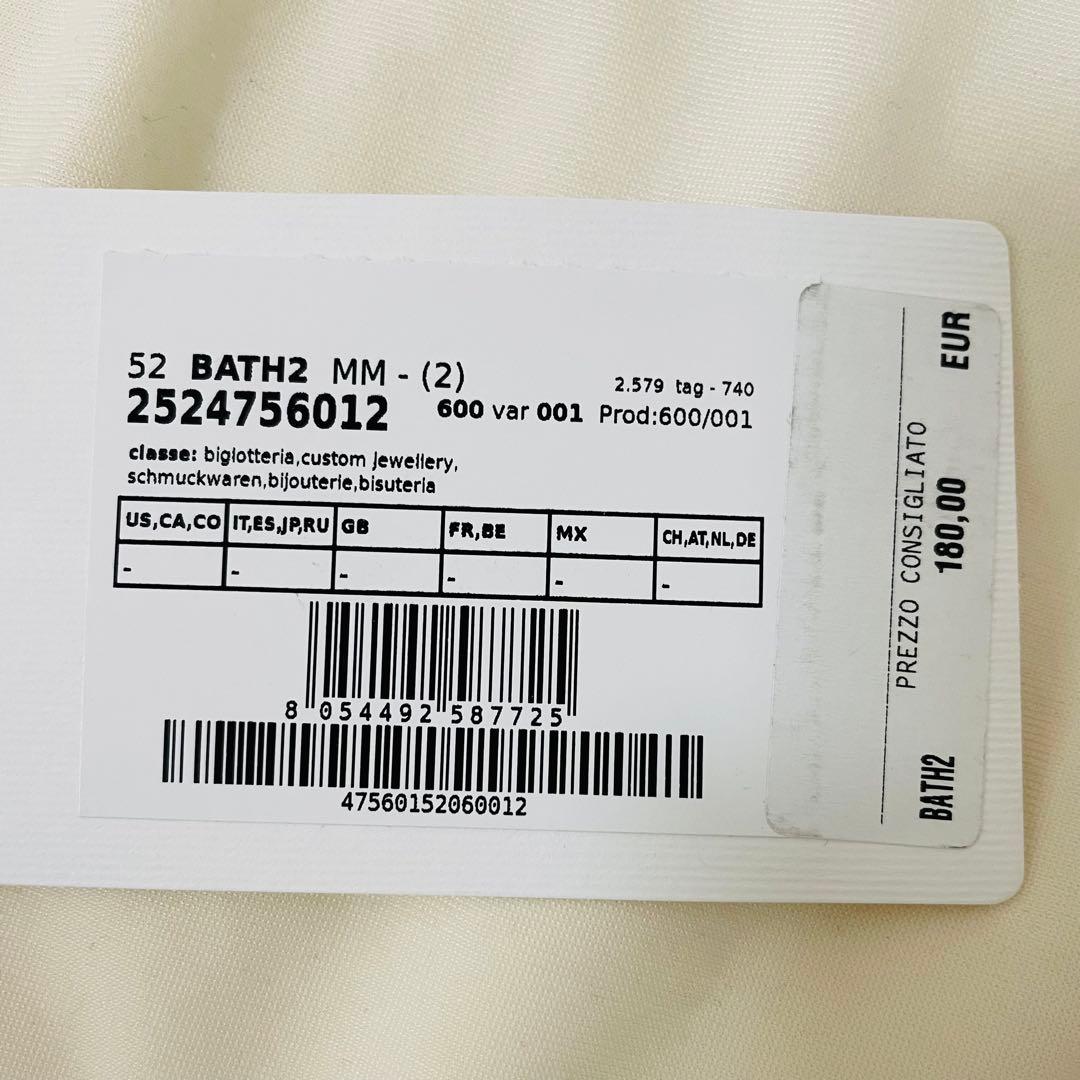 52 BATH2 MM - (2)
2.579 tag - 740
2524756012 600 var 001 Prod:600/001
classe: biglotteria,custom jewellery,
schmuckwaren,bijouterie,bisuteria
US,CA,CO IT,ES,JP,RU GB FR,BE MX CH,AT,NL,DE
- - - - - -
8 054492 587725
47560152060012
PREZZO CONSIGLIATO
BATH2 180,00 EUR